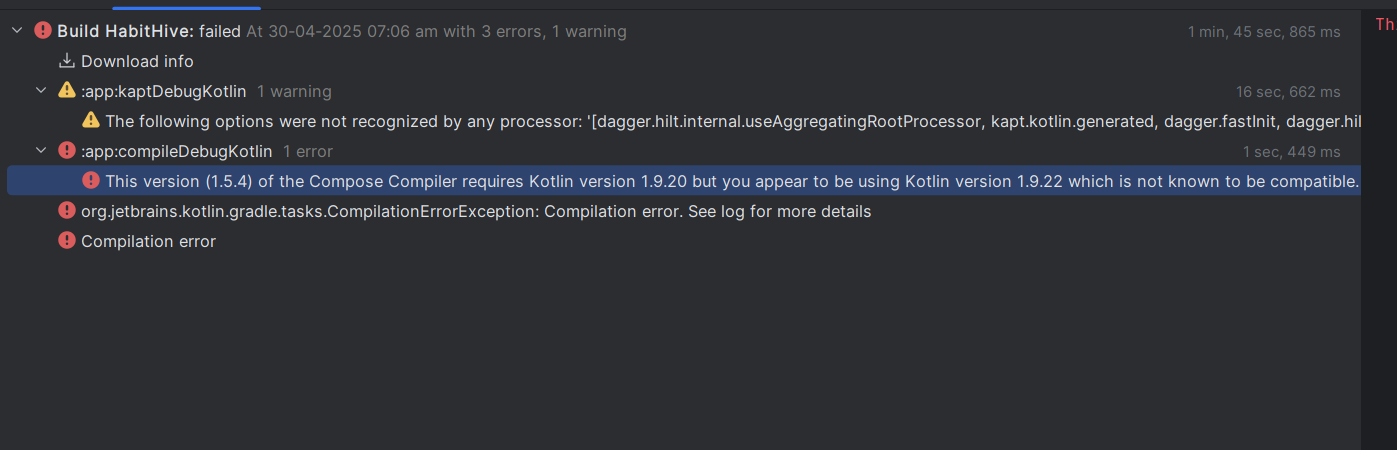 Build HabitHive: failed At 30-04-2025 07:06 am with 3 errors, 1 warning 1 min, 45 sec, 865 ms
Th
Download info
:app:kaptDebugKotlin 1 warning 16 sec, 662 ms
The following options were not recognized by any processor: '[dagger.hilt.internal.useAggregatingRootProcessor, kapt.kotlin.generated, dagger.fastInit, dagger.hil
:app:compileDebugKotlin 1 error 1 sec, 449 ms
This version (1.5.4) of the Compose Compiler requires Kotlin version 1.9.20 but you appear to be using Kotlin version 1.9.22 which is not known to be compatible.
org.jetbrains.kotlin.gradle.tasks.CompilationErrorException: Compilation error. See log for more details
Compilation error